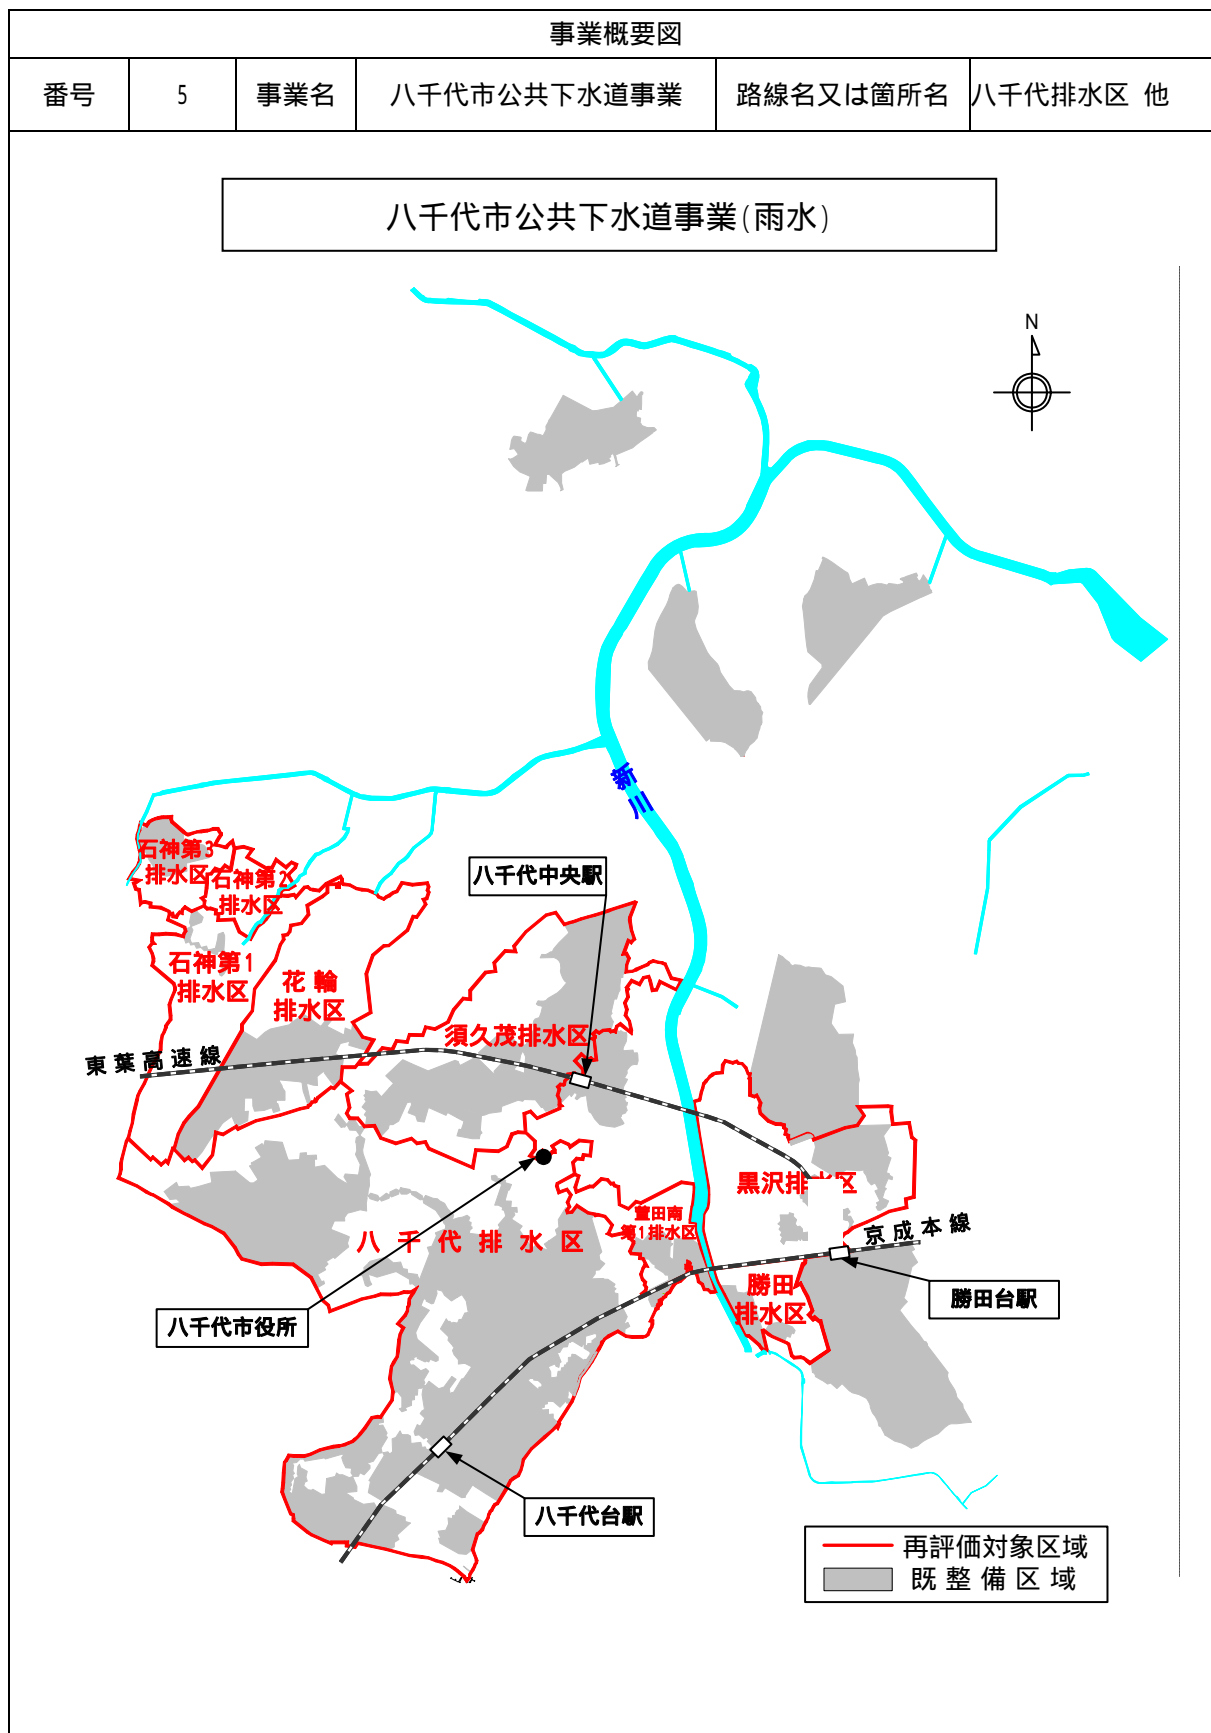 事業概要図
番号 5 事業名 八千代市公共下水道事業 路線名又は箇所名 八千代排水区 他
八千代市公共下水道事業(雨水)
N
新川
石神第3
排水区
石神第2
排水区
八千代中央駅
石神第1
排水区
花輪
排水区
須久茂排水区
東葉高速線
黒沢排水区
萱田南
第1排水区
八千代排水区
京成本線
勝田
排水区
勝田台駅
八千代市役所
八千代台駅
再評価対象区域
既整備区域